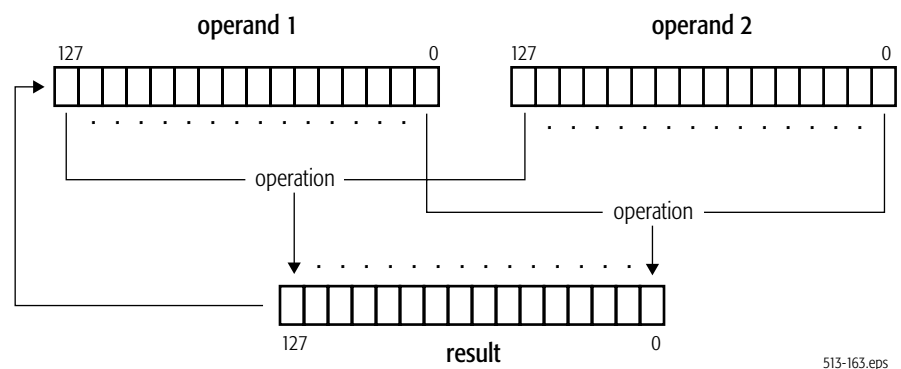 operand 1
operand 2
127
0
127
0
operation
operation
127
result
0
513-163.eps